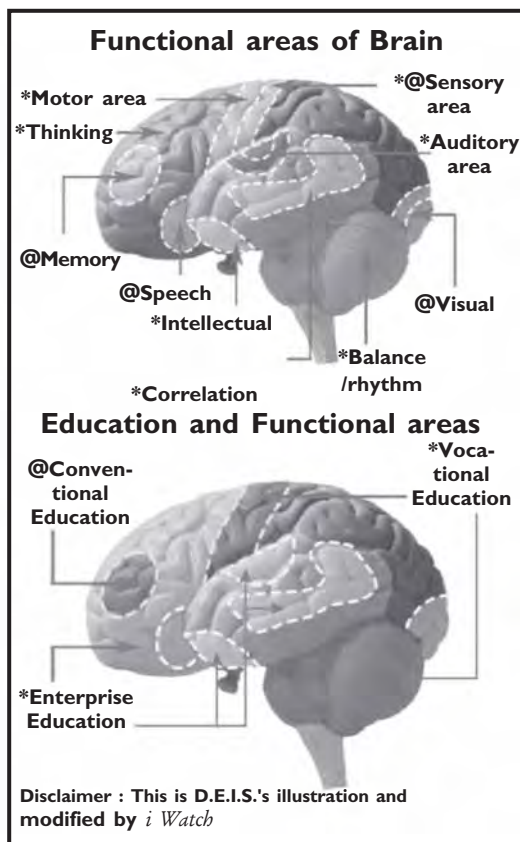 Functional areas of Brain
*Motor area
*@Sensory
area
*Thinking
*Auditory
area
@Memory
@Speech
*Intellectual
@Visual
*Balance
/rhythm
*Correlation
Education and Functional areas
@Conven-
tional
Education
*Voca-
tional
Education
*Enterprise
Education
Disclaimer : This is D.E.I.S.'s illustration and
modified by i Watch